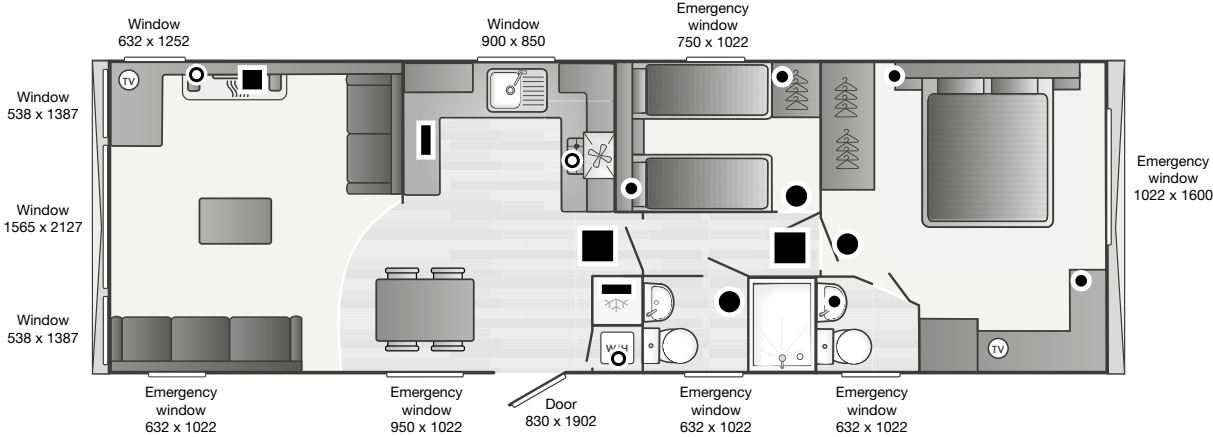 Window
632 x 1252
Window
900 x 850
Emergency
window
750 x 1022
Window
538 x 1387
Window
1565 x 2127
Window
538 x 1387
TV
Emergency
window
1022 x 1600
TV
Emergency
window
632 x 1022
Emergency
window
950 x 1022
Door
830 x 1902
Emergency
window
632 x 1022
Emergency
window
632 x 1022